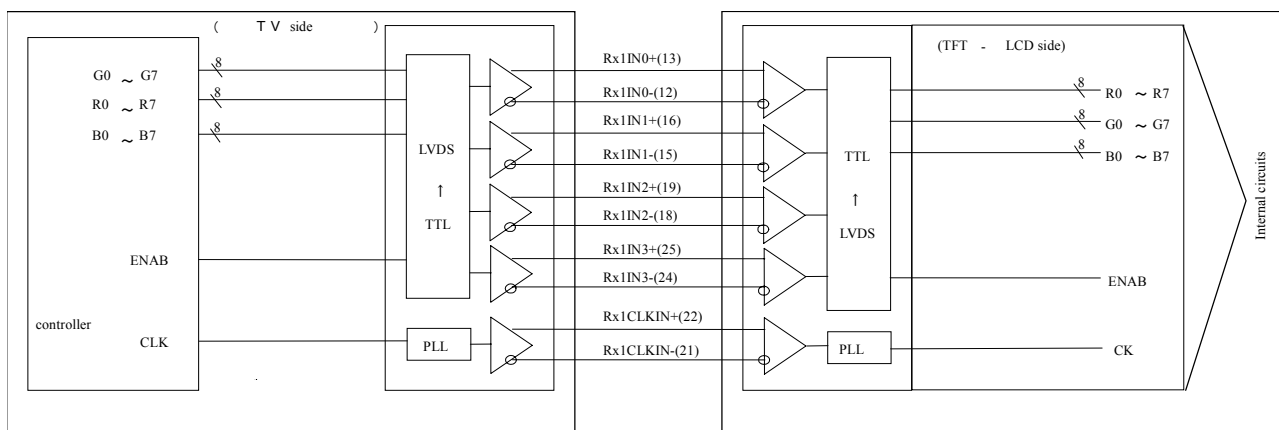 ( ＴＶ side )
G0 ~ G7
8
R0 ~ R7
8
B0 ~ B7
8
ENAB
controller
CLK
LVDS
↑
TTL
PLL
Rx1IN0+(13)
Rx1IN0-(12)
Rx1IN1+(16)
Rx1IN1-(15)
Rx1IN2+(19)
Rx1IN2-(18)
Rx1IN3+(25)
Rx1IN3-(24)
Rx1CLKIN+(22)
Rx1CLKIN-(21)
TTL
↑
LVDS
PLL
(TFT - LCD side)
8
R0 ~ R7
8
G0 ~ G7
8
B0 ~ B7
ENAB
CK
Internal circuits